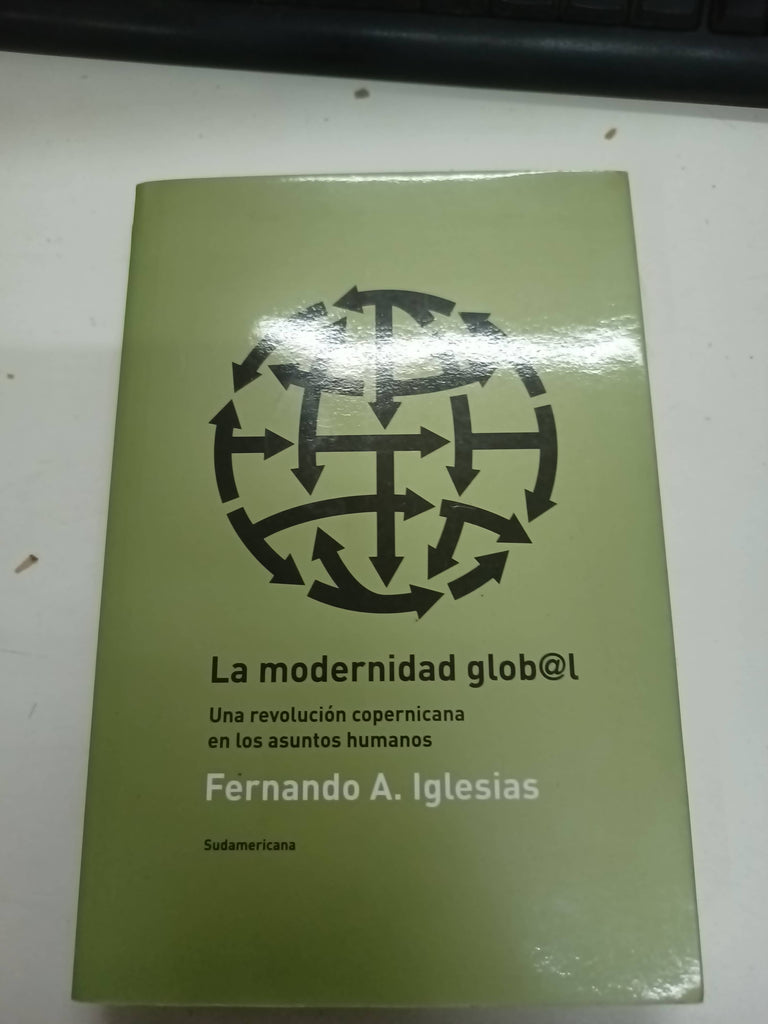 La modernidad glob@l
Una revolución copernicana
en los asuntos humanos
Fernando A. Iglesias
Sudamericana